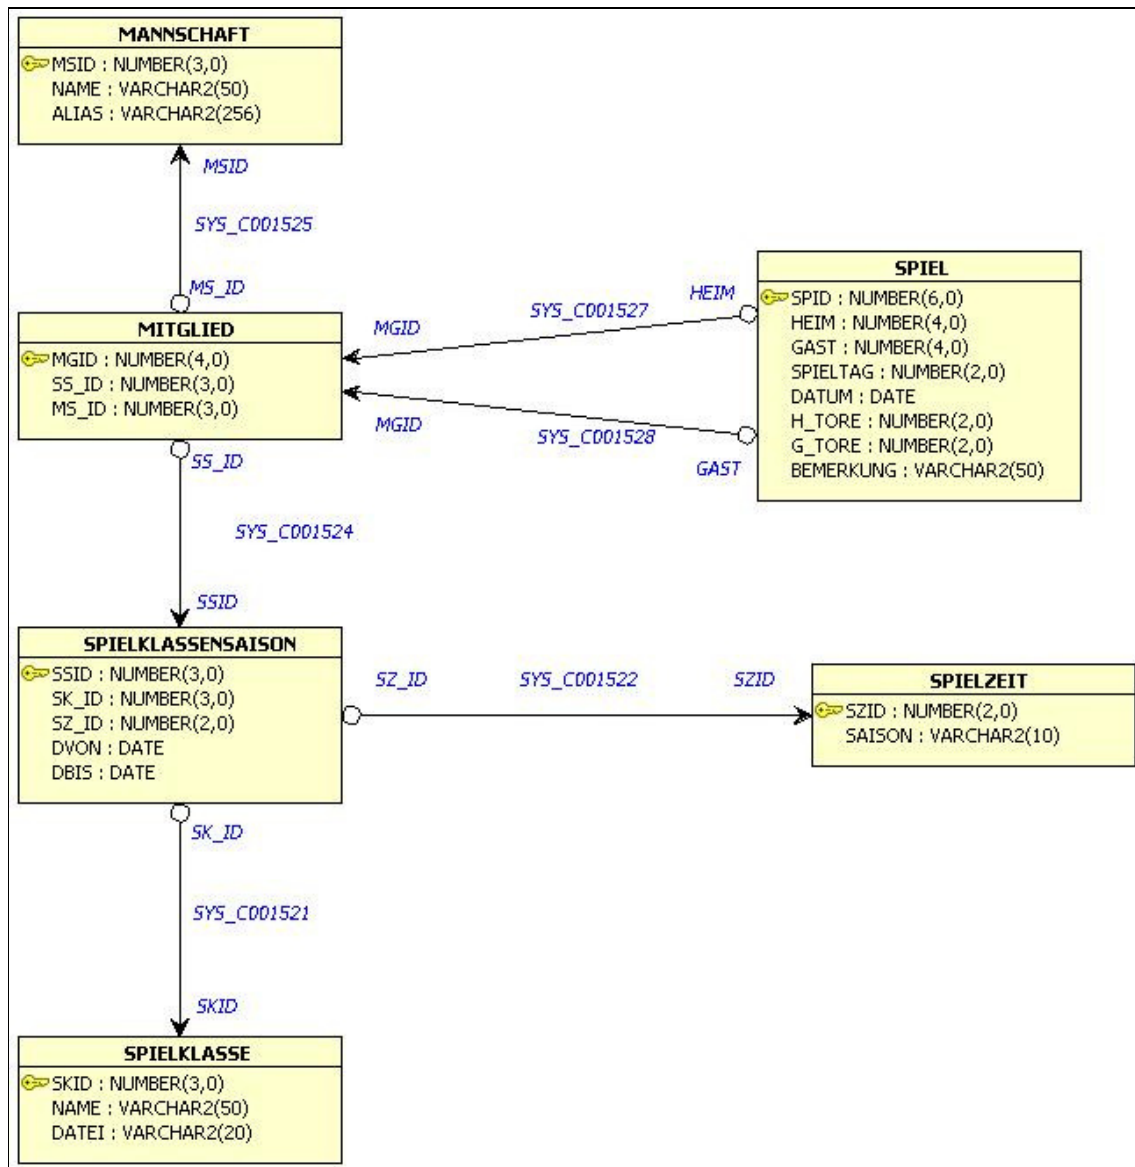 MANNSCHAFT
MSID : NUMBER(3,0)
NAME : VARCHAR2(50)
ALIAS : VARCHAR2(256)
MSID
SYS_C001525
MS_ID
MITGLIED
MGID : NUMBER(4,0)
SS_ID : NUMBER(3,0)
MS_ID : NUMBER(3,0)
MGID
SYS_C001527
HEIM
MGID
SYS_C001528
GAST
SPIEL
SPID : NUMBER(6,0)
HEIM : NUMBER(4,0)
GAST : NUMBER(4,0)
SPIELTAG : NUMBER(2,0)
DATUM : DATE
H_TORE : NUMBER(2,0)
G_TORE : NUMBER(2,0)
BEMERKUNG : VARCHAR2(50)
SS_ID
SYS_C001524
SSID
SPIELKLASSENSAISON
SSID : NUMBER(3,0)
SK_ID : NUMBER(3,0)
SZ_ID : NUMBER(2,0)
DVON : DATE
DBIS : DATE
SZ_ID
SYS_C001522
SZID
SPIELZEIT
SZID : NUMBER(2,0)
SAISON : VARCHAR2(10)
SK_ID
SYS_C001521
SKID
SPIELKLASSE
SKID : NUMBER(3,0)
NAME : VARCHAR2(50)
DATEI : VARCHAR2(20)